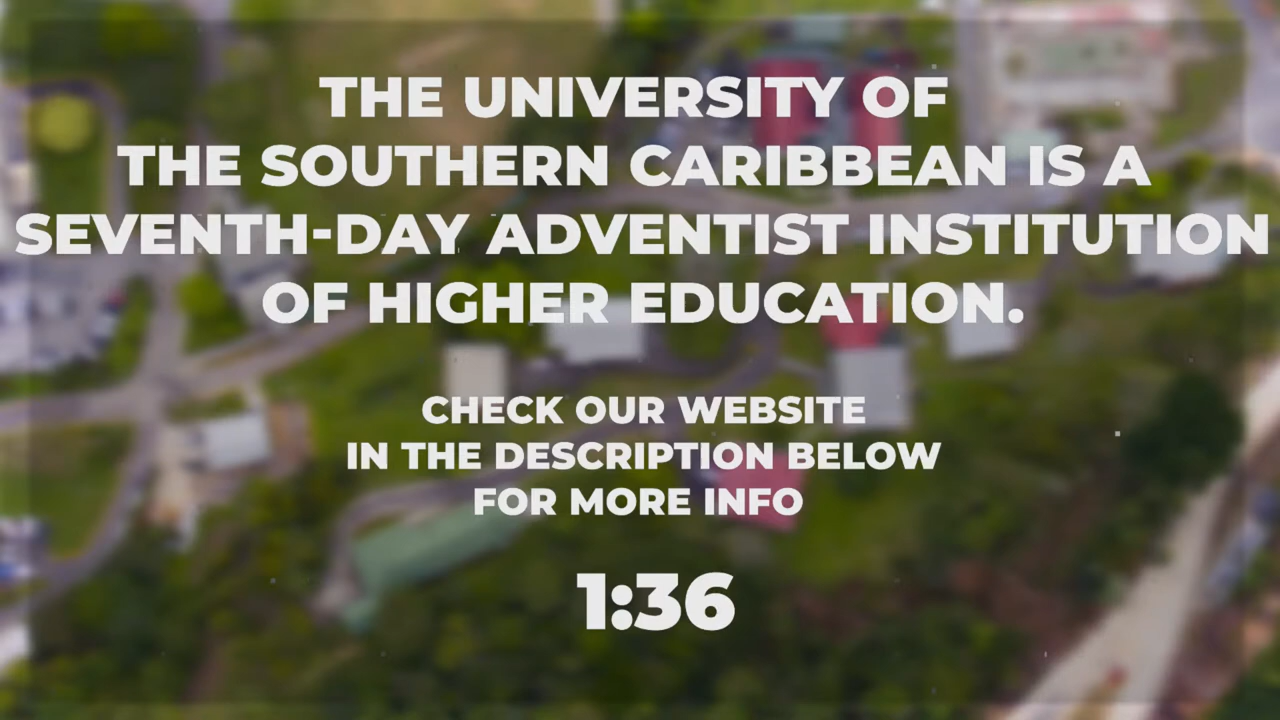 THE UNIVERSITY OF
THE SOUTHERN CARIBBEAN IS A
SEVENTH-DAY ADVENTIST INSTITUTION
OF HIGHER EDUCATION.
CHECK OUR WEBSITE
IN THE DESCRIPTION BELOW
FOR MORE INFO
1:36